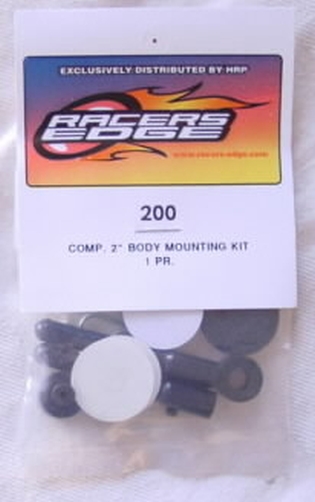 EXCLUSIVELY DISTRIBUTED BY HRP
RACERS
EDGE
www.racers-edge.com
200
COMP. 2" BODY MOUNTING KIT
1 PR.